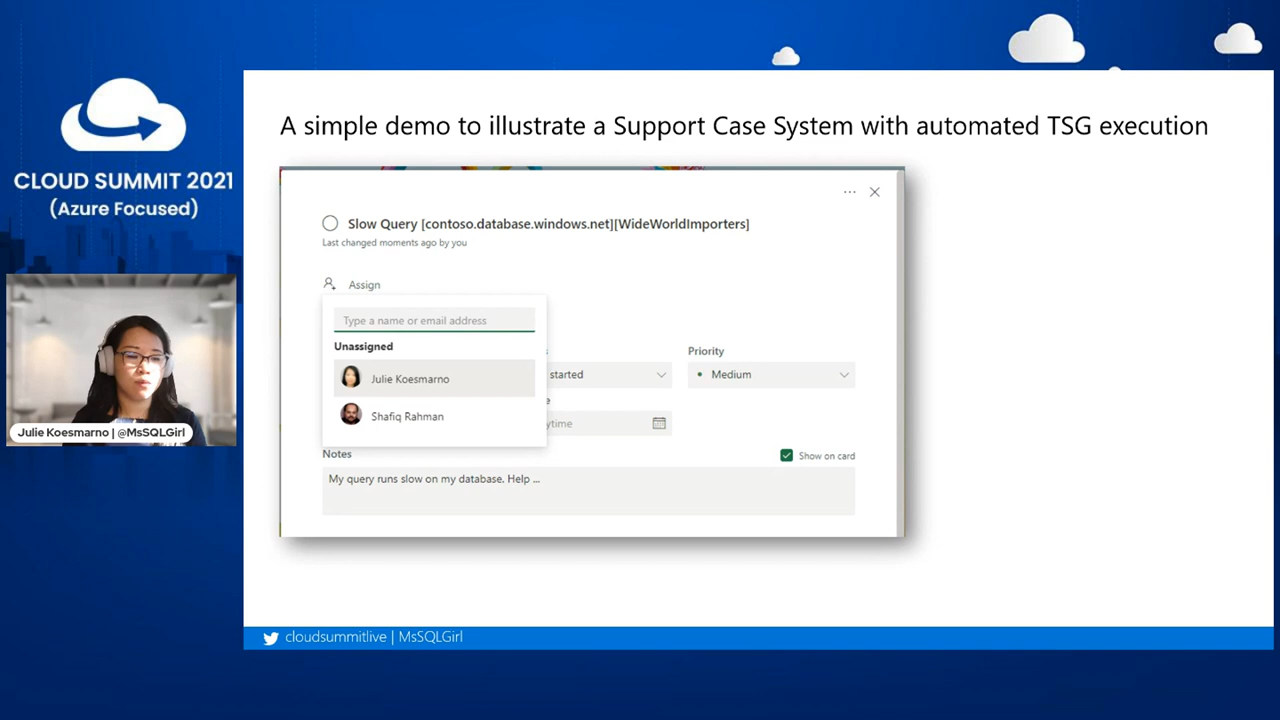 CLOUD SUMMIT 2021
(Azure Focused)
Julie Koesmarno | @MsSQLGirl
A simple demo to illustrate a Support Case System with automated TSG execution
Slow Query [contoso.database.windows.net][WideWorldImporters]
Last changed moments ago by you
Assign
Type a name or email address
Unassigned
Julie Koesmarno
Shafiq Rahman
started
Priority
Medium
Notes
Show on card
My query runs slow on my database. Help ...
cloudsummitlive | MsSQLGirl